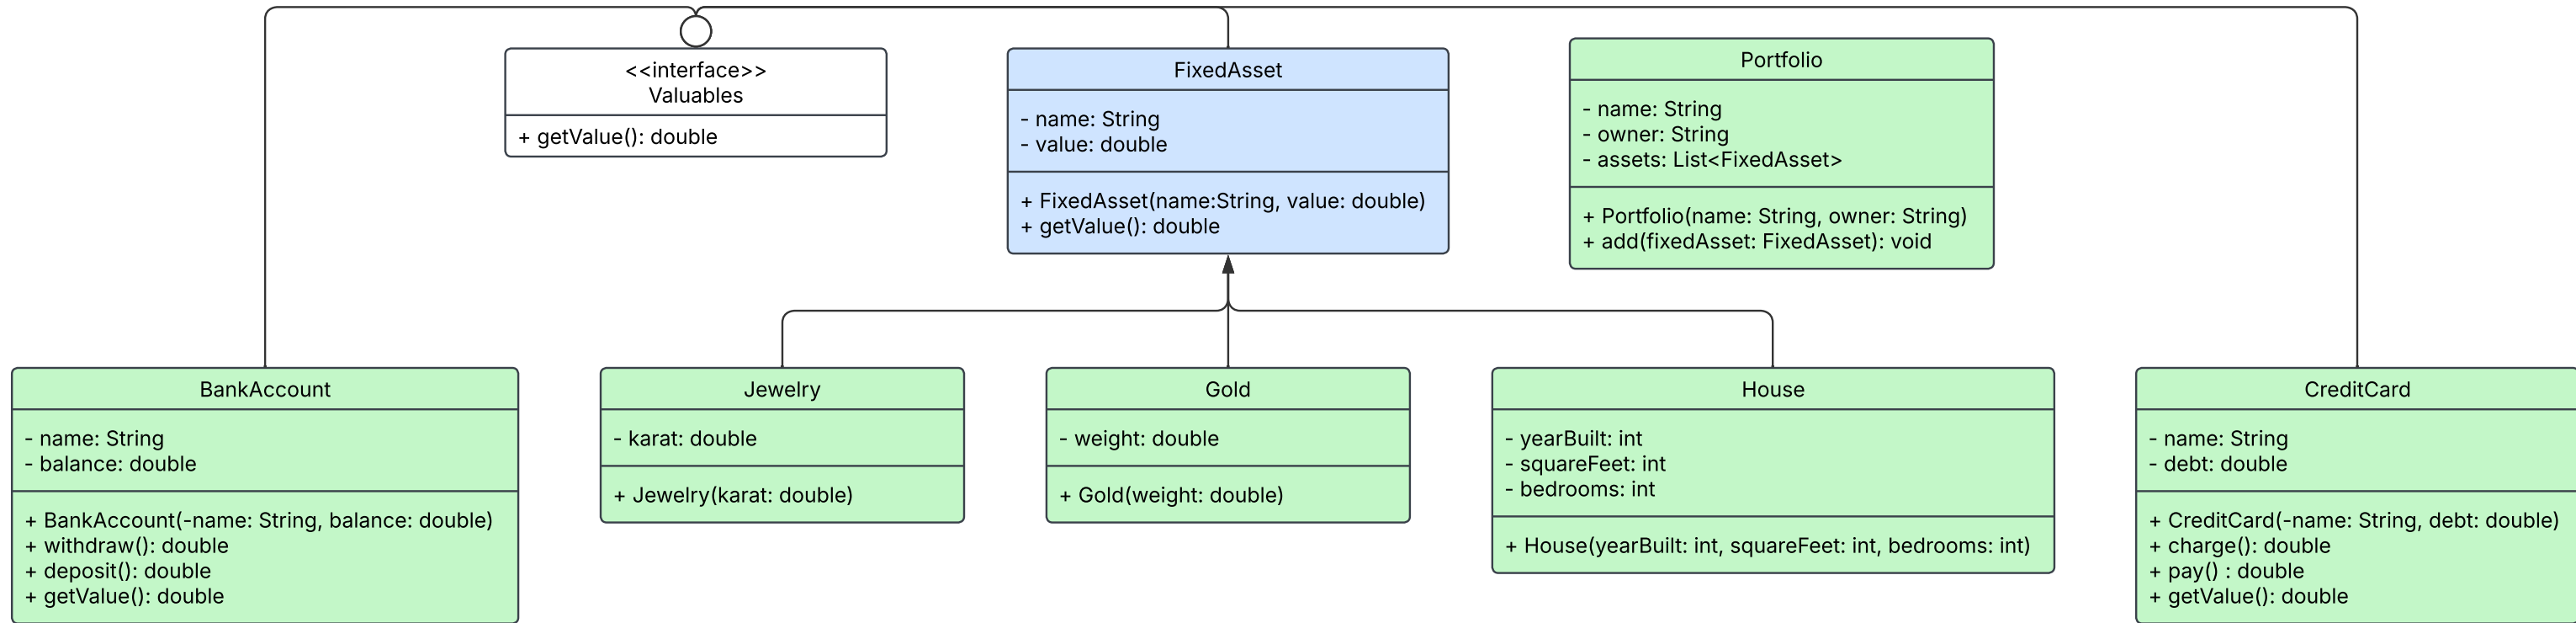 <<interface>>
Valuables
+ getValue(): double
FixedAsset
- name: String
- value: double
+ FixedAsset(name:String, value: double)
+ getValue(): double
Portfolio
- name: String
- owner: String
- assets: List<FixedAsset>
+ Portfolio(name: String, owner: String)
+ add(fixedAsset: FixedAsset): void
BankAccount
- name: String
- balance: double
+ BankAccount(-name: String, balance: double)
+ withdraw(): double
+ deposit(): double
+ getValue(): double
Jewelry
- karat: double
+ Jewelry(karat: double)
Gold
- weight: double
+ Gold(weight: double)
House
- yearBuilt: int
- squareFeet: int
- bedrooms: int
+ House(yearBuilt: int, squareFeet: int, bedrooms: int)
CreditCard
- name: String
- debt: double
+ CreditCard(-name: String, debt: double)
+ charge(): double
+ pay() : double
+ getValue(): double